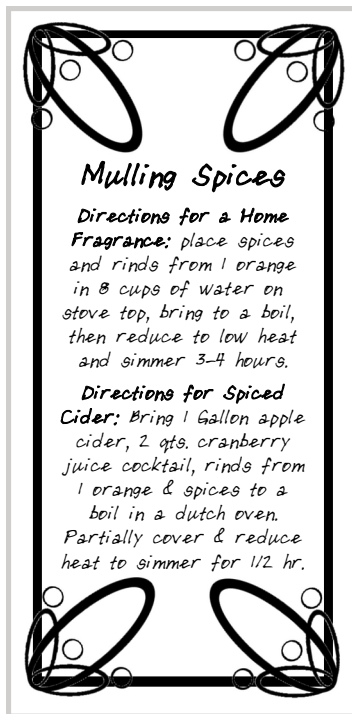 Mulling Spices
Directions for a Home
Fragrance: place spices
and rinds from 1 orange
in 8 cups of water on
stove top, bring to a boil,
then reduce to low heat
and simmer 3-4 hours.
Directions for Spiced
Cider: Bring 1 Gallon apple
cider, 2 qts. cranberry
juice cocktail, rinds from
1 orange & spices to a
boil in a dutch oven.
Partially cover & reduce
heat to simmer for 1/2 hr.